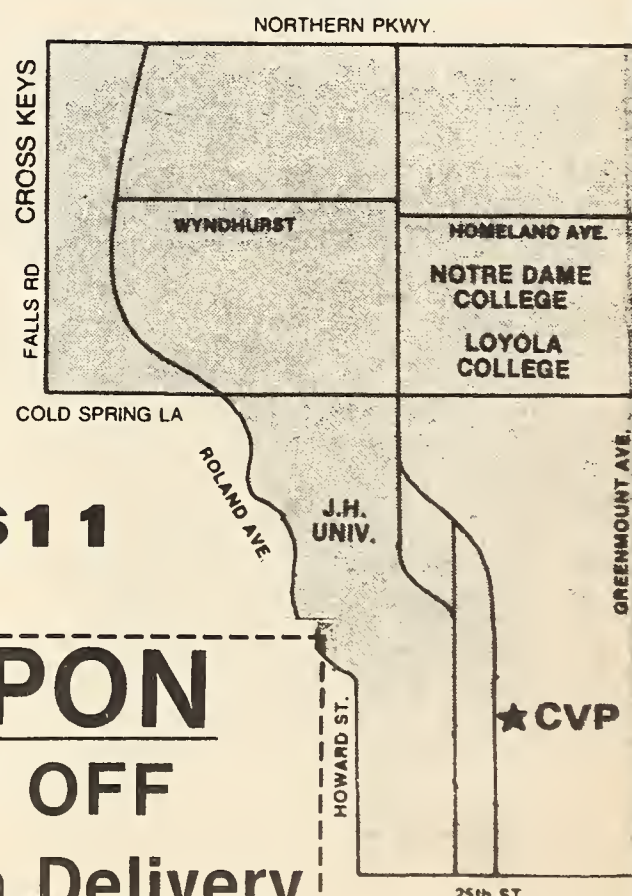 NORTHERN PKWY.
CROSS KEYS
FALLS RD
WYNDHURST
HOMELAND AVE.
NOTRE DAME
COLLEGE
LOYOLA
COLLEGE
COLD SPRING LA
ROLAND AVE.
J.H.
UNIV.
GREENMOUNT AVE.
611
PON
OFF
Delivery
HOWARD ST.
★CVP
25th ST.